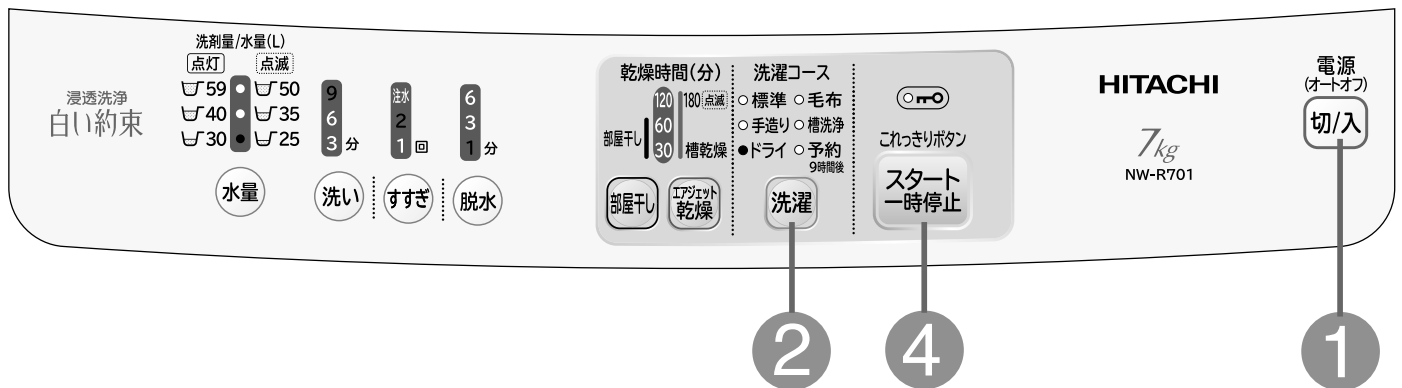 浸透洗浄
白い約束
洗剤量/水量(L)
点灯 点滅
59 50
40 35
30 25
水量
9
6
3 分
洗い
注水
2
1 回
すすぎ
6
3
1 分
脱水
乾燥時間(分)
120 180 点滅
60
30 槽乾燥
部屋干し
部屋干し
エアジェット
乾燥
洗濯コース
標準 毛布
手造り 槽洗浄
ドライ 予約
9時間後
洗濯
これっきりボタン
スタート
一時停止
HITACHI
7kg
NW-R701
電源
(オートオフ)
切/入
2
4
1